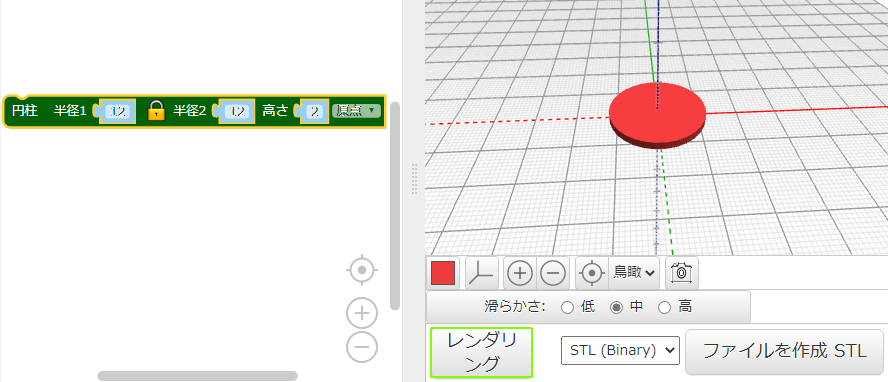 円柱 半径1 12 半径2 12 高さ 2 原点
鳥瞰
滑らかさ: 低 中 高
レンダリ
ング
STL (Binary)
ファイルを作成 STL